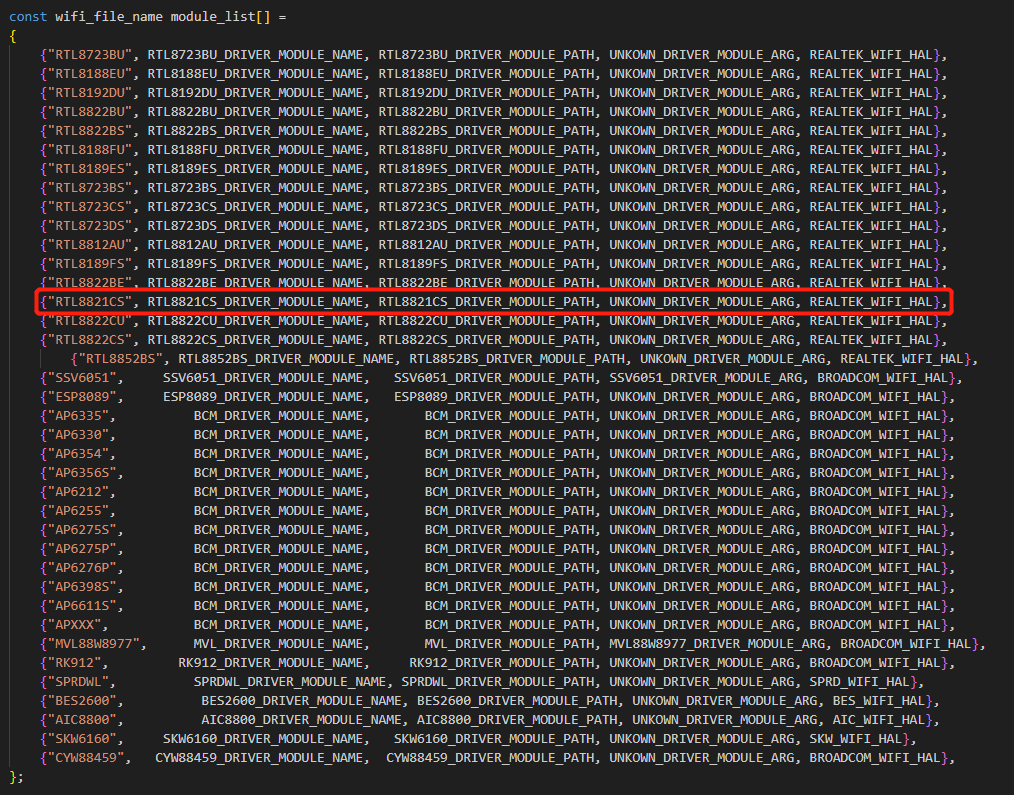 const wifi_file_name module_list[] =
{
{"RTL8723BU", RTL8723BU_DRIVER_MODULE_NAME, RTL8723BU_DRIVER_MODULE_PATH, UNKOWN_DRIVER_MODULE_ARG, REALTEK_WIFI_HAL},
{"RTL8188EU", RTL8188EU_DRIVER_MODULE_NAME, RTL8188EU_DRIVER_MODULE_PATH, UNKOWN_DRIVER_MODULE_ARG, REALTEK_WIFI_HAL},
{"RTL8192DU", RTL8192DU_DRIVER_MODULE_NAME, RTL8192DU_DRIVER_MODULE_PATH, UNKOWN_DRIVER_MODULE_ARG, REALTEK_WIFI_HAL},
{"RTL8822BU", RTL8822BU_DRIVER_MODULE_NAME, RTL8822BU_DRIVER_MODULE_PATH, UNKOWN_DRIVER_MODULE_ARG, REALTEK_WIFI_HAL},
{"RTL8822BS", RTL8822BS_DRIVER_MODULE_NAME, RTL8822BS_DRIVER_MODULE_PATH, UNKOWN_DRIVER_MODULE_ARG, REALTEK_WIFI_HAL},
{"RTL8188FU", RTL8188FU_DRIVER_MODULE_NAME, RTL8188FU_DRIVER_MODULE_PATH, UNKOWN_DRIVER_MODULE_ARG, REALTEK_WIFI_HAL},
{"RTL8189ES", RTL8189ES_DRIVER_MODULE_NAME, RTL8189ES_DRIVER_MODULE_PATH, UNKOWN_DRIVER_MODULE_ARG, REALTEK_WIFI_HAL},
{"RTL8723BS", RTL8723BS_DRIVER_MODULE_NAME, RTL8723BS_DRIVER_MODULE_PATH, UNKOWN_DRIVER_MODULE_ARG, REALTEK_WIFI_HAL},
{"RTL8723CS", RTL8723CS_DRIVER_MODULE_NAME, RTL8723CS_DRIVER_MODULE_PATH, UNKOWN_DRIVER_MODULE_ARG, REALTEK_WIFI_HAL},
{"RTL8723DS", RTL8723DS_DRIVER_MODULE_NAME, RTL8723DS_DRIVER_MODULE_PATH, UNKOWN_DRIVER_MODULE_ARG, REALTEK_WIFI_HAL},
{"RTL8812AU", RTL8812AU_DRIVER_MODULE_NAME, RTL8812AU_DRIVER_MODULE_PATH, UNKOWN_DRIVER_MODULE_ARG, REALTEK_WIFI_HAL},
{"RTL8189FS", RTL8189FS_DRIVER_MODULE_NAME, RTL8189FS_DRIVER_MODULE_PATH, UNKOWN_DRIVER_MODULE_ARG, REALTEK_WIFI_HAL},
{"RTL8822BE", RTL8822BE_DRIVER_MODULE_NAME, RTL8822BE_DRIVER_MODULE_PATH, UNKOWN_DRIVER_MODULE_ARG, REALTEK_WIFI_HAL},
{"RTL8821CS", RTL8821CS_DRIVER_MODULE_NAME, RTL8821CS_DRIVER_MODULE_PATH, UNKOWN_DRIVER_MODULE_ARG, REALTEK_WIFI_HAL},
{"RTL8822CU", RTL8822CU_DRIVER_MODULE_NAME, RTL8822CU_DRIVER_MODULE_PATH, UNKOWN_DRIVER_MODULE_ARG, REALTEK_WIFI_HAL},
{"RTL8822CS", RTL8822CS_DRIVER_MODULE_NAME, RTL8822CS_DRIVER_MODULE_PATH, UNKOWN_DRIVER_MODULE_ARG, REALTEK_WIFI_HAL},
{"RTL8852BS", RTL8852BS_DRIVER_MODULE_NAME, RTL8852BS_DRIVER_MODULE_PATH, UNKOWN_DRIVER_MODULE_ARG, REALTEK_WIFI_HAL},
{"SSV6051", SSV6051_DRIVER_MODULE_NAME, SSV6051_DRIVER_MODULE_PATH, SSV6051_DRIVER_MODULE_ARG, BROADCOM_WIFI_HAL},
{"ESP8089", ESP8089_DRIVER_MODULE_NAME, ESP8089_DRIVER_MODULE_PATH, UNKOWN_DRIVER_MODULE_ARG, BROADCOM_WIFI_HAL},
{"AP6335", BCM_DRIVER_MODULE_NAME, BCM_DRIVER_MODULE_PATH, UNKOWN_DRIVER_MODULE_ARG, BROADCOM_WIFI_HAL},
{"AP6330", BCM_DRIVER_MODULE_NAME, BCM_DRIVER_MODULE_PATH, UNKOWN_DRIVER_MODULE_ARG, BROADCOM_WIFI_HAL},
{"AP6354", BCM_DRIVER_MODULE_NAME, BCM_DRIVER_MODULE_PATH, UNKOWN_DRIVER_MODULE_ARG, BROADCOM_WIFI_HAL},
{"AP6356S", BCM_DRIVER_MODULE_NAME, BCM_DRIVER_MODULE_PATH, UNKOWN_DRIVER_MODULE_ARG, BROADCOM_WIFI_HAL},
{"AP6212", BCM_DRIVER_MODULE_NAME, BCM_DRIVER_MODULE_PATH, UNKOWN_DRIVER_MODULE_ARG, BROADCOM_WIFI_HAL},
{"AP6255", BCM_DRIVER_MODULE_NAME, BCM_DRIVER_MODULE_PATH, UNKOWN_DRIVER_MODULE_ARG, BROADCOM_WIFI_HAL},
{"AP6275S", BCM_DRIVER_MODULE_NAME, BCM_DRIVER_MODULE_PATH, UNKOWN_DRIVER_MODULE_ARG, BROADCOM_WIFI_HAL},
{"AP6275P", BCM_DRIVER_MODULE_NAME, BCM_DRIVER_MODULE_PATH, UNKOWN_DRIVER_MODULE_ARG, BROADCOM_WIFI_HAL},
{"AP6276P", BCM_DRIVER_MODULE_NAME, BCM_DRIVER_MODULE_PATH, UNKOWN_DRIVER_MODULE_ARG, BROADCOM_WIFI_HAL},
{"AP6398S", BCM_DRIVER_MODULE_NAME, BCM_DRIVER_MODULE_PATH, UNKOWN_DRIVER_MODULE_ARG, BROADCOM_WIFI_HAL},
{"AP6611S", BCM_DRIVER_MODULE_NAME, BCM_DRIVER_MODULE_PATH, UNKOWN_DRIVER_MODULE_ARG, BROADCOM_WIFI_HAL},
{"APXXX", BCM_DRIVER_MODULE_NAME, BCM_DRIVER_MODULE_PATH, UNKOWN_DRIVER_MODULE_ARG, BROADCOM_WIFI_HAL},
{"MVL88W8977", MVL_DRIVER_MODULE_NAME, MVL_DRIVER_MODULE_PATH, MVL88W8977_DRIVER_MODULE_ARG, BROADCOM_WIFI_HAL},
{"RK912", RK912_DRIVER_MODULE_NAME, RK912_DRIVER_MODULE_PATH, UNKOWN_DRIVER_MODULE_ARG, BROADCOM_WIFI_HAL},
{"SPRDWL", SPRDWL_DRIVER_MODULE_NAME, SPRDWL_DRIVER_MODULE_PATH, UNKOWN_DRIVER_MODULE_ARG, SPRD_WIFI_HAL},
{"BES2600", BES2600_DRIVER_MODULE_NAME, BES2600_DRIVER_MODULE_PATH, UNKOWN_DRIVER_MODULE_ARG, BES_WIFI_HAL},
{"AIC8800", AIC8800_DRIVER_MODULE_NAME, AIC8800_DRIVER_MODULE_PATH, UNKOWN_DRIVER_MODULE_ARG, AIC_WIFI_HAL},
{"SKW6160", SKW6160_DRIVER_MODULE_NAME, SKW6160_DRIVER_MODULE_PATH, UNKOWN_DRIVER_MODULE_ARG, SKW_WIFI_HAL},
{"CYW88459", CYW88459_DRIVER_MODULE_NAME, CYW88459_DRIVER_MODULE_PATH, UNKOWN_DRIVER_MODULE_ARG, BROADCOM_WIFI_HAL},
};